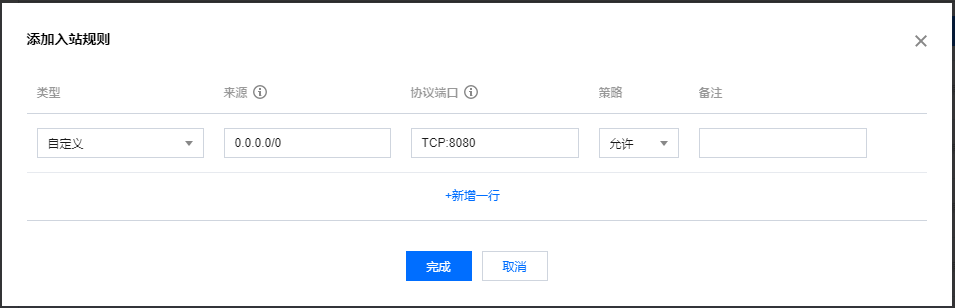 添加入站规则
类型 来源 协议端口 策略 备注
自定义 0.0.0.0/0 TCP:8080 允许
+新增一行
完成 取消